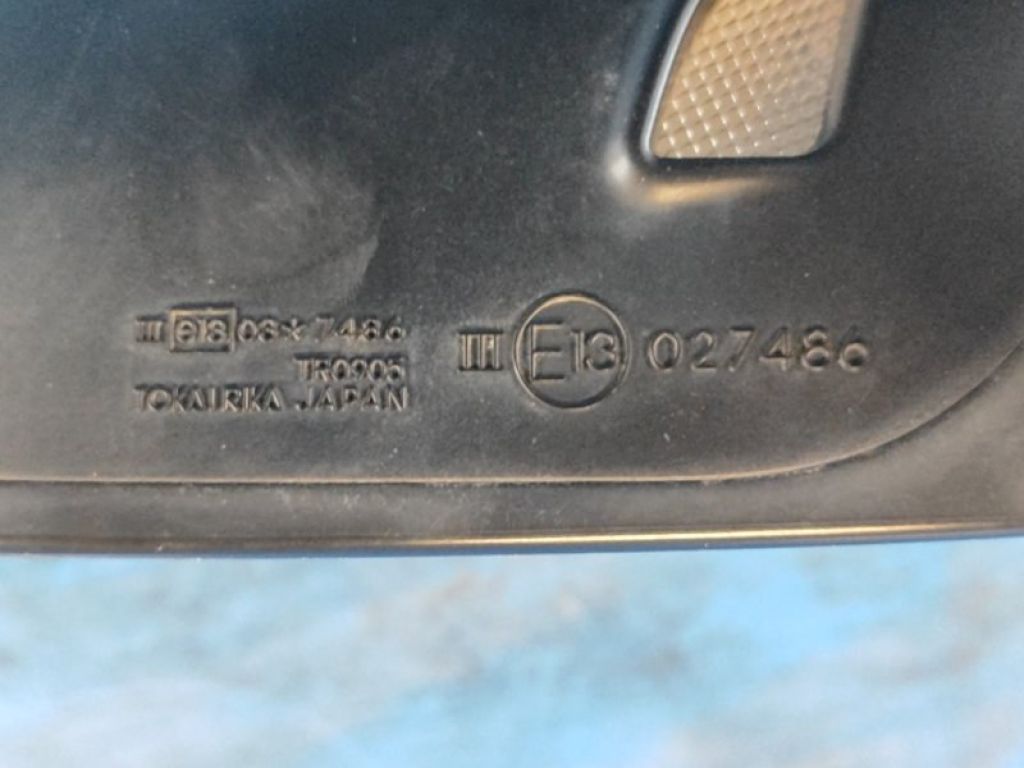 III e13 03*7486
TR0905
TOKAIRIKA JAPAN
III E13 027486